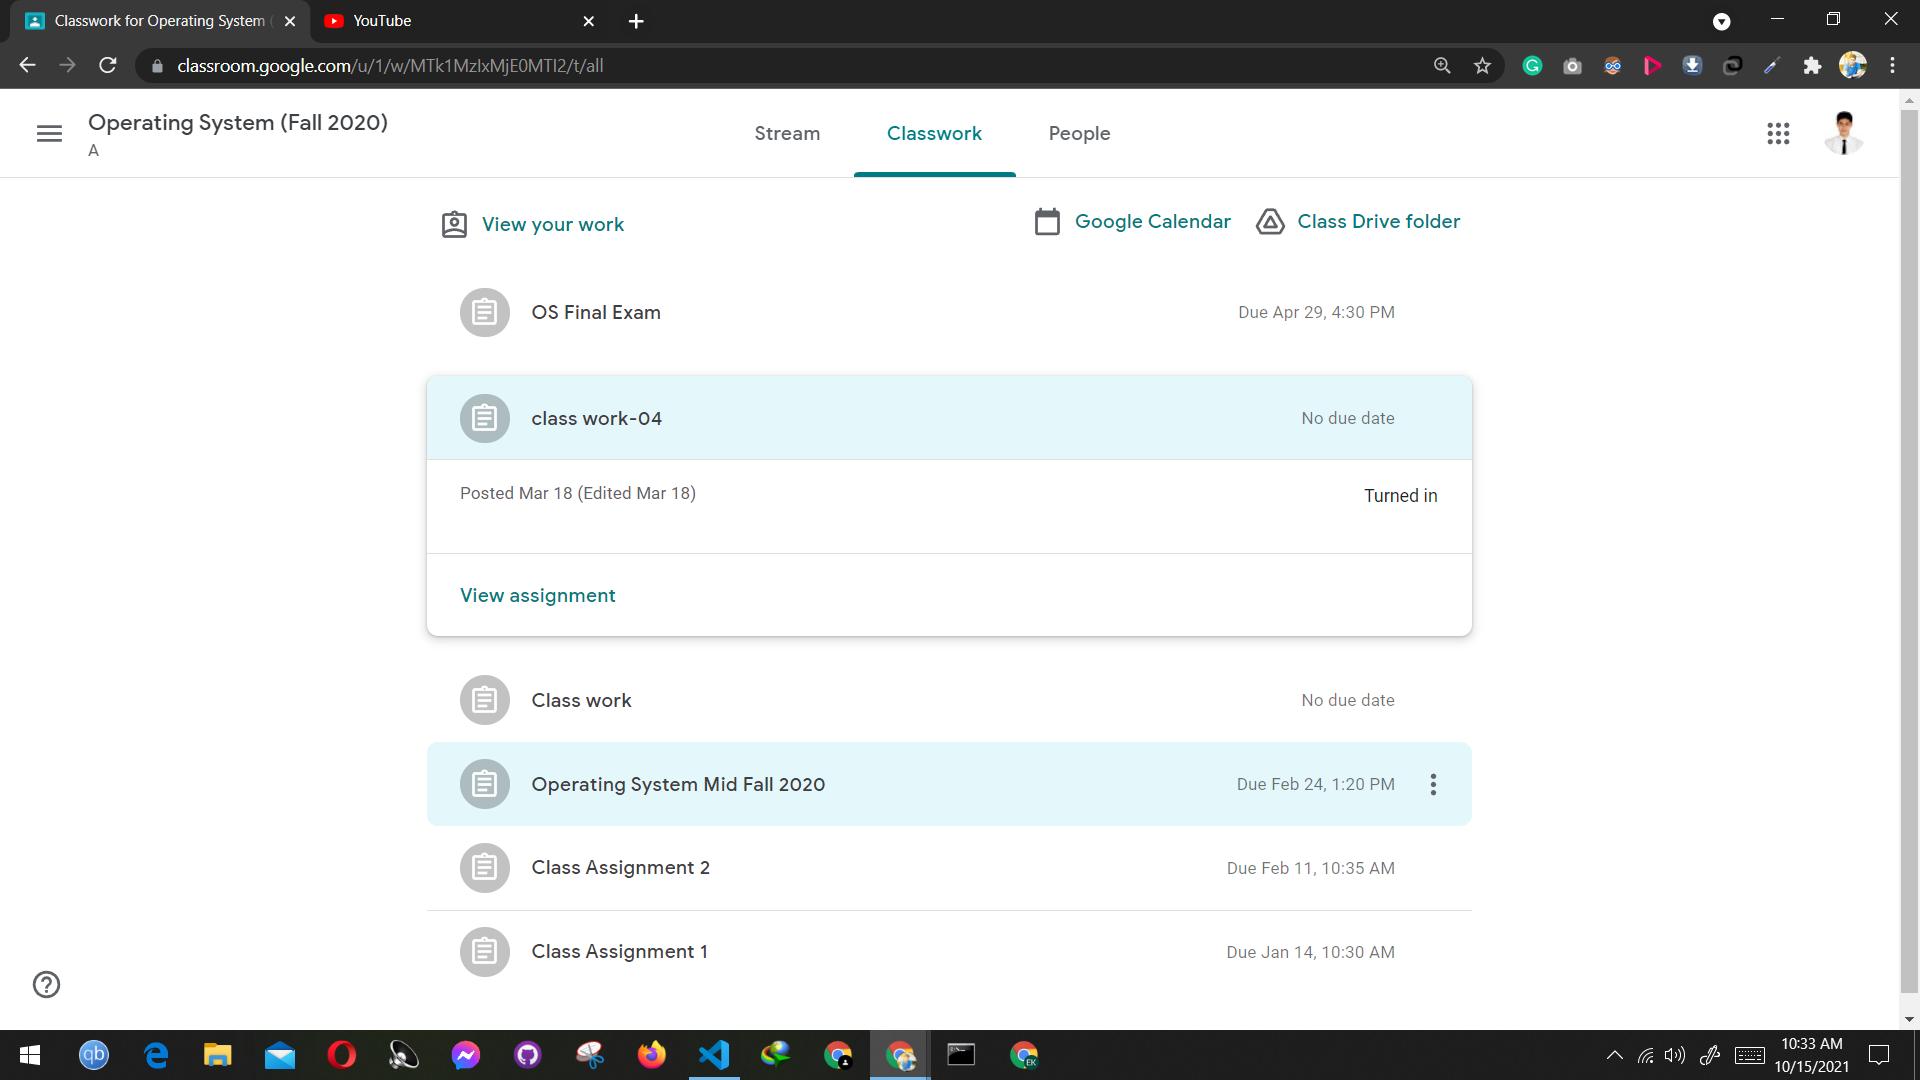 Classwork for Operating System (
YouTube
classroom.google.com/u/1/w/MTk1MzIxMjE0MTI2/t/all
Operating System (Fall 2020)
A
Stream
Classwork
People
View your work
Google Calendar
Class Drive folder
OS Final Exam
Due Apr 29, 4:30 PM
class work-04
No due date
Posted Mar 18 (Edited Mar 18)
Turned in
View assignment
Class work
No due date
Operating System Mid Fall 2020
Due Feb 24, 1:20 PM
Class Assignment 2
Due Feb 11, 10:35 AM
Class Assignment 1
Due Jan 14, 10:30 AM
qb
EK
10:33 AM
10/15/2021